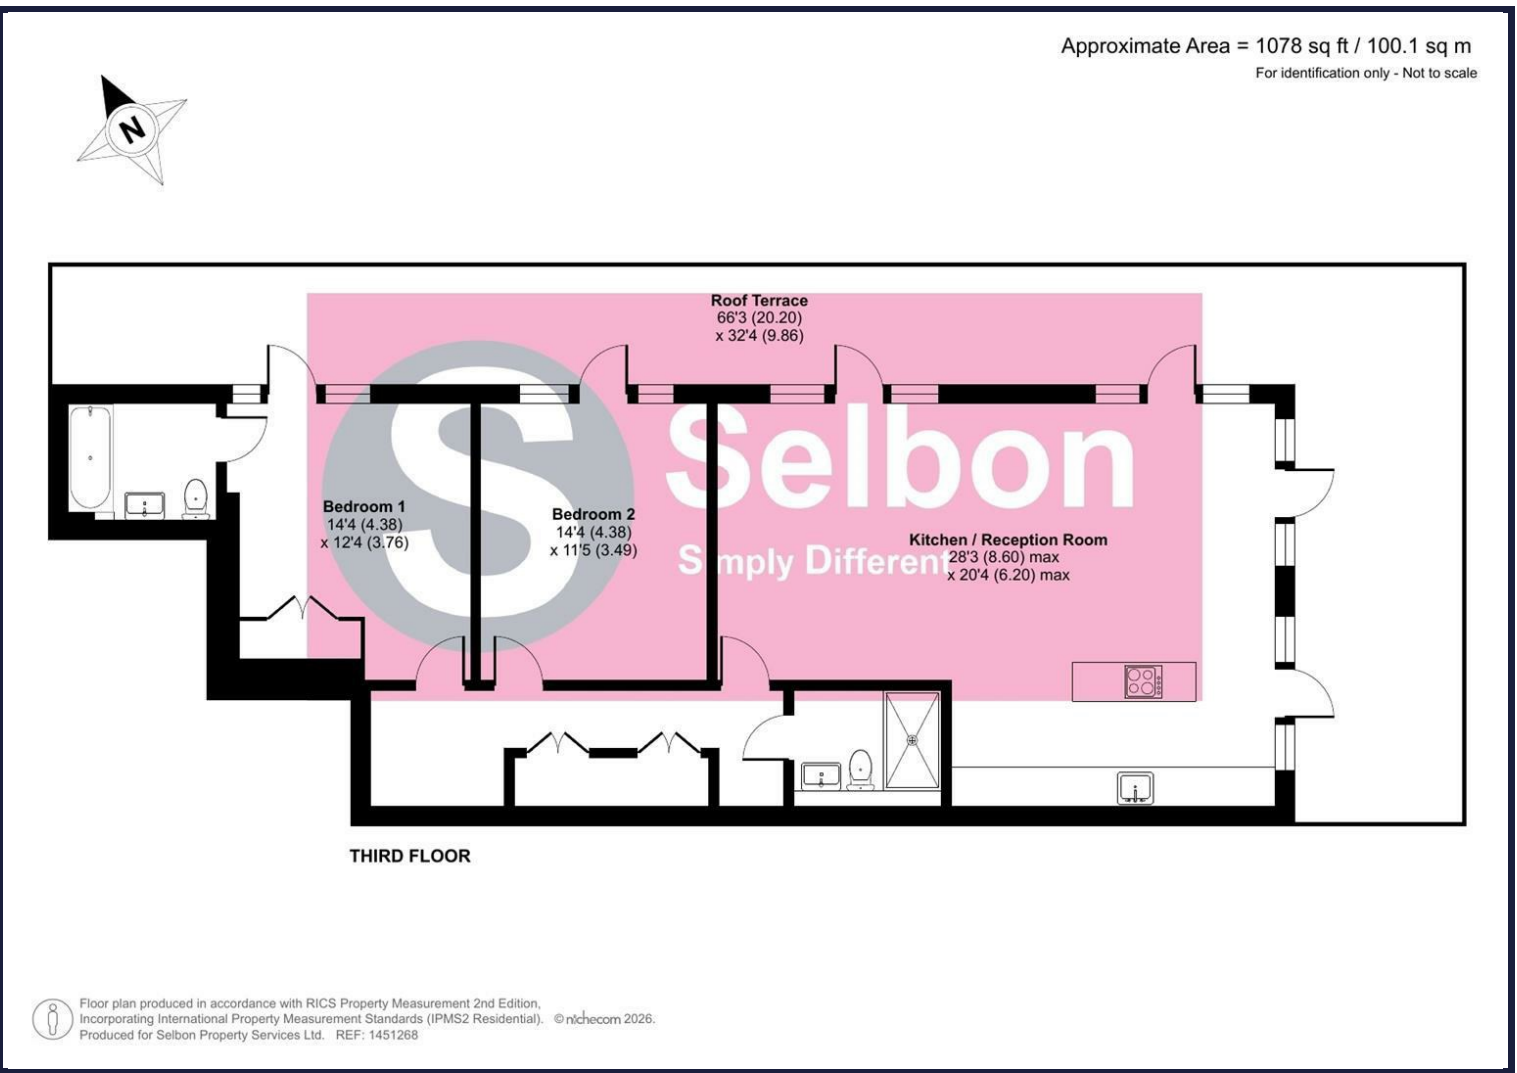 Approximate Area = 1078 sq ft / 100.1 sq m
For identification only - Not to scale
N
Roof Terrace
66'3 (20.20)
x 32'4 (9.86)
S
Selbon
Simply Different
Bedroom 1
14'4 (4.38)
x 12'4 (3.76)
Bedroom 2
14'4 (4.38)
x 11'5 (3.49)
Kitchen / Reception Room
28'3 (8.60) max
x 20'4 (6.20) max
THIRD FLOOR
Floor plan produced in accordance with RICS Property Measurement 2nd Edition,
Incorporating International Property Measurement Standards (IPMS2 Residential). © nichecom 2026.
Produced for Selbon Property Services Ltd. REF: 1451268